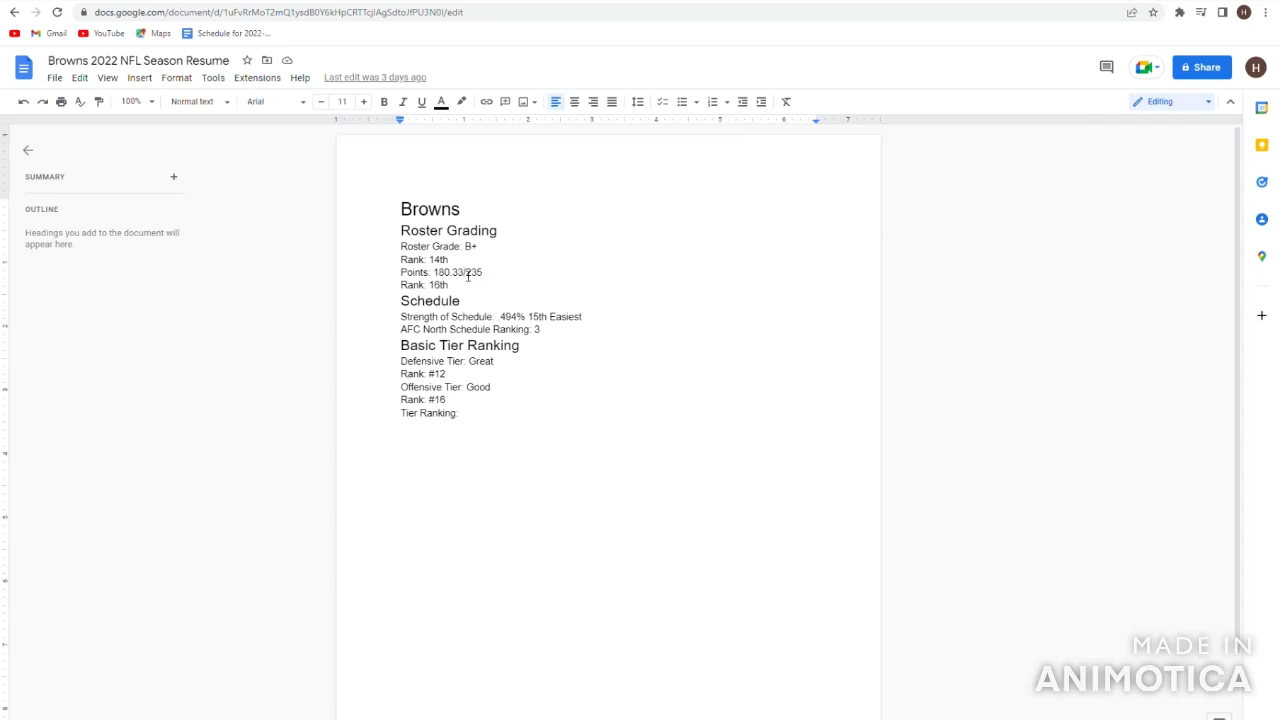 docs.google.com/document/d/1uFvRrMoT2mQ1ysdB0Y6kHpCRTTcjIAgSdtoJfPU3N0I/edit
Gmail YouTube Maps Schedule for 2022-...
Browns 2022 NFL Season Resume
File Edit View Insert Format Tools Extensions Help Last edit was 3 days ago
Share H
100% Normal text Arial 11 Editing
SUMMARY
OUTLINE
Headings you add to the document will
appear here.
Browns
Roster Grading
Roster Grade: B+
Rank: 14th
Points: 180.33/235
Rank: 16th
Schedule
Strength of Schedule: .494% 15th Easiest
AFC North Schedule Ranking: 3
Basic Tier Ranking
Defensive Tier: Great
Rank: #12
Offensive Tier: Good
Rank: #16
Tier Ranking:
MADE IN
ANIMOTICA